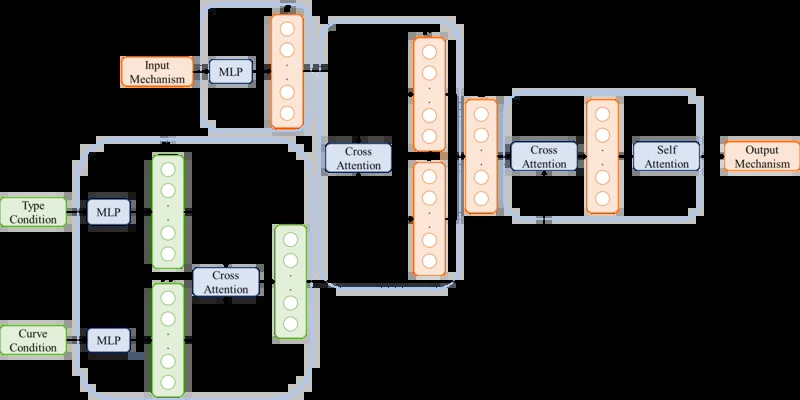 Input
Mechanism
MLP
Cross
Attention
Cross
Attention
Self
Attention
Output
Mechanism
Type
Condition
MLP
Cross
Attention
Curve
Condition
MLP